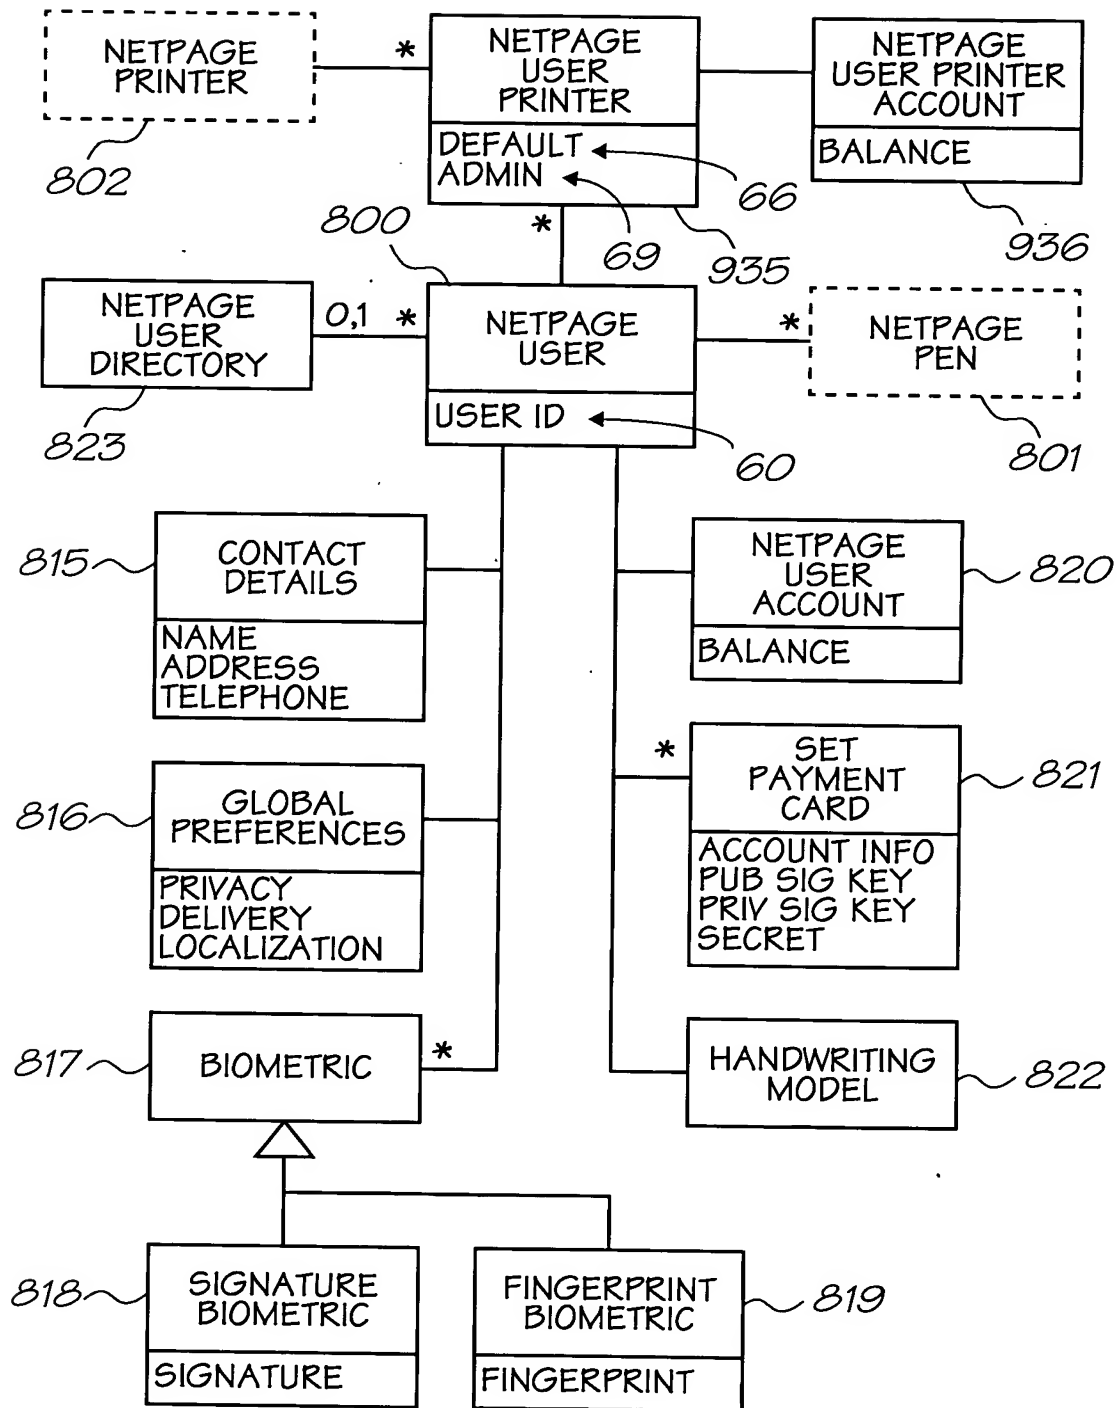 NETPAGE
PRINTER
802
*
NETPAGE
USER
PRINTER
DEFAULT
ADMIN
66
69
935
NETPAGE
USER PRINTER
ACCOUNT
BALANCE
936
*
800
NETPAGE
USER
DIRECTORY
823
0,1 *
NETPAGE
USER
USER ID
60
*
NETPAGE
PEN
801
815
CONTACT
DETAILS
NAME
ADDRESS
TELEPHONE
NETPAGE
USER
ACCOUNT
BALANCE
820
816
GLOBAL
PREFERENCES
PRIVACY
DELIVERY
LOCALIZATION
*
SET
PAYMENT
CARD
ACCOUNT INFO
PUB SIG KEY
PRIV SIG KEY
SECRET
821
817
BIOMETRIC
*
HANDWRITING
MODEL
822
818
SIGNATURE
BIOMETRIC
SIGNATURE
FINGERPRINT
BIOMETRIC
FINGERPRINT
819